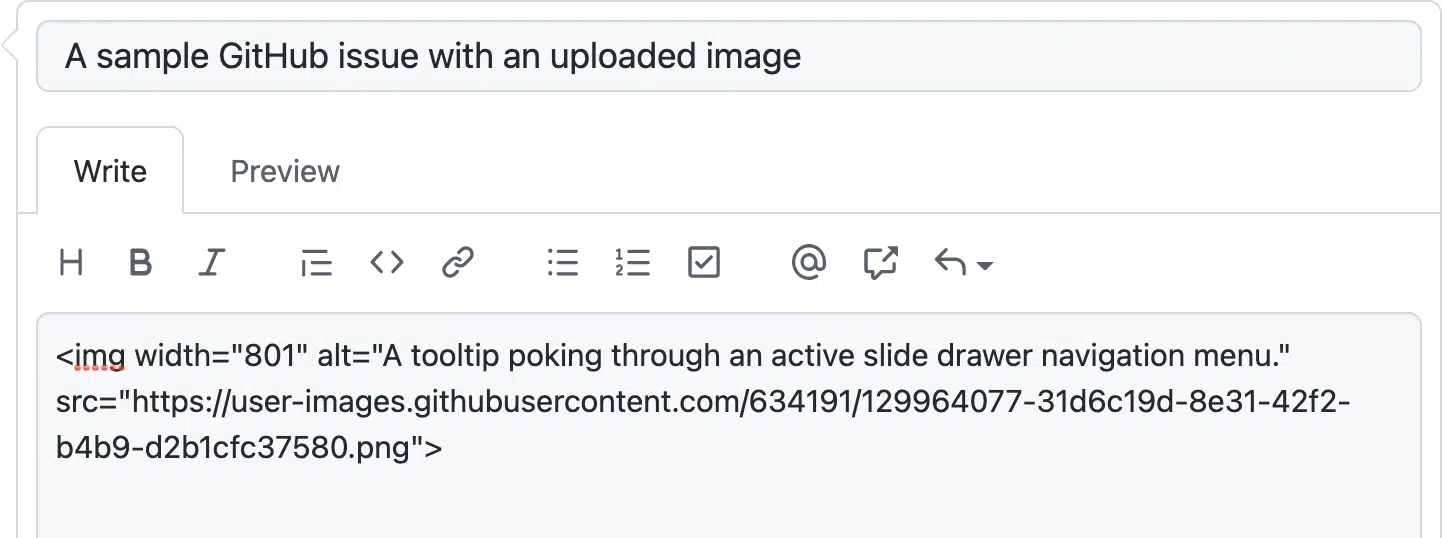 A sample GitHub issue with an uploaded image
Write Preview
H B I <> @
<img width="801" alt="A tooltip poking through an active slide drawer navigation menu."
src="https://user-images.githubusercontent.com/634191/129964077-31d6c19d-8e31-42f2-
b4b9-d2b1cfc37580.png">